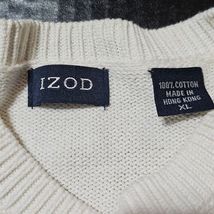 IZOD
100% COTTON
MADE IN
HONG KONG
XL